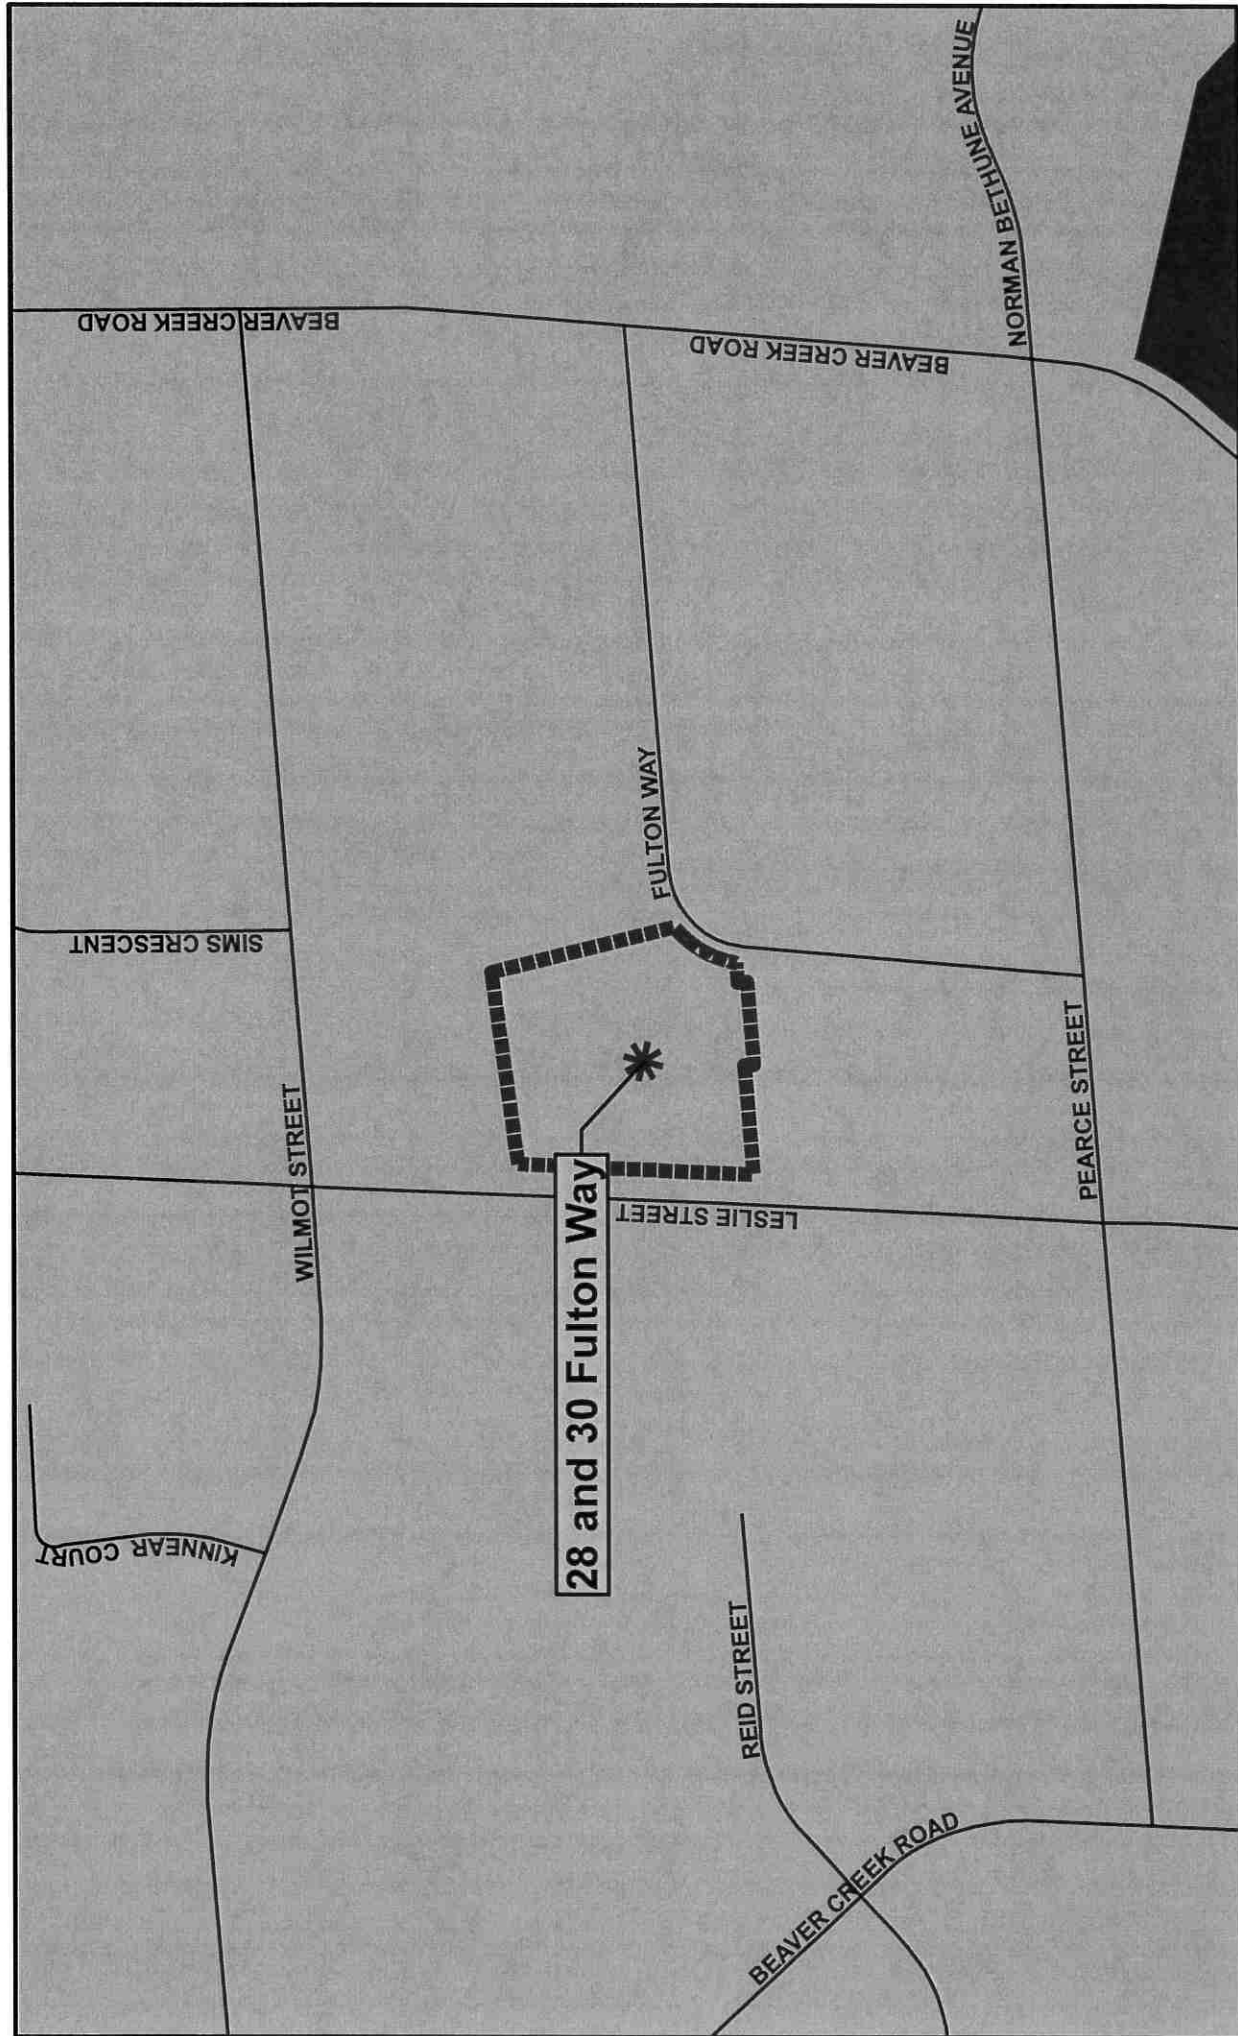 WILMOT STREET
KINNEAR COURT
SIMS CRESCENT
BEAVER CREEK ROAD
28 and 30 Fulton Way
LESLIE STREET
FULTON WAY
BEAVER CREEK ROAD
REID STREET
BEAVER CREEK ROAD
PEARCE STREET
NORMAN BETHUNE AVENUE